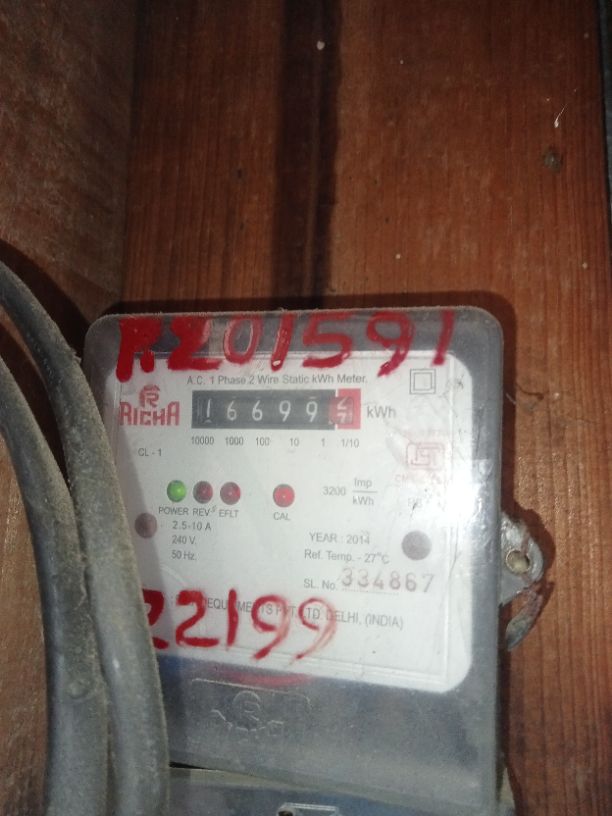 R201591
A.C. 1 Phase 2 Wire Static kWh Meter.
RICHA
16699 kWh
10000 1000 100 10 1 1/10
CL - 1
3200 Imp/kWh
POWER REV EFLT CAL
2.5-10 A
240 V.
50 Hz.
YEAR : 2014
Ref. Temp. - 27°C
SL. No. 334867
22199
DELHI, (INDIA)